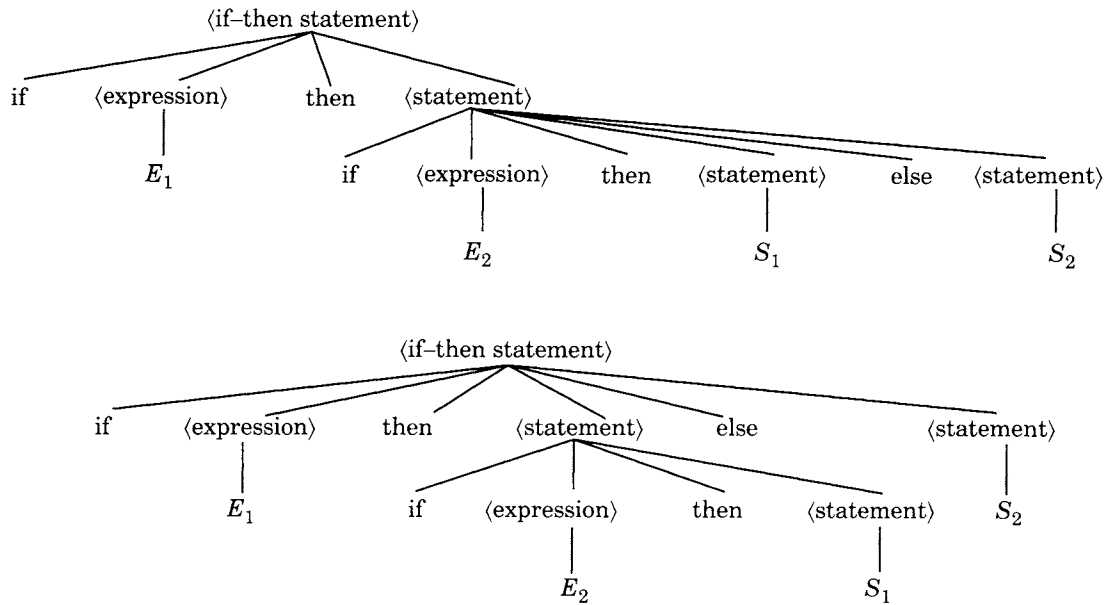 ⟨if–then statement⟩
if ⟨expression⟩ then ⟨statement⟩
E₁ if ⟨expression⟩ then ⟨statement⟩ else ⟨statement⟩
E₂ S₁ S₂
⟨if–then statement⟩
if ⟨expression⟩ then ⟨statement⟩ else ⟨statement⟩
E₁ if ⟨expression⟩ then ⟨statement⟩ S₂
E₂ S₁